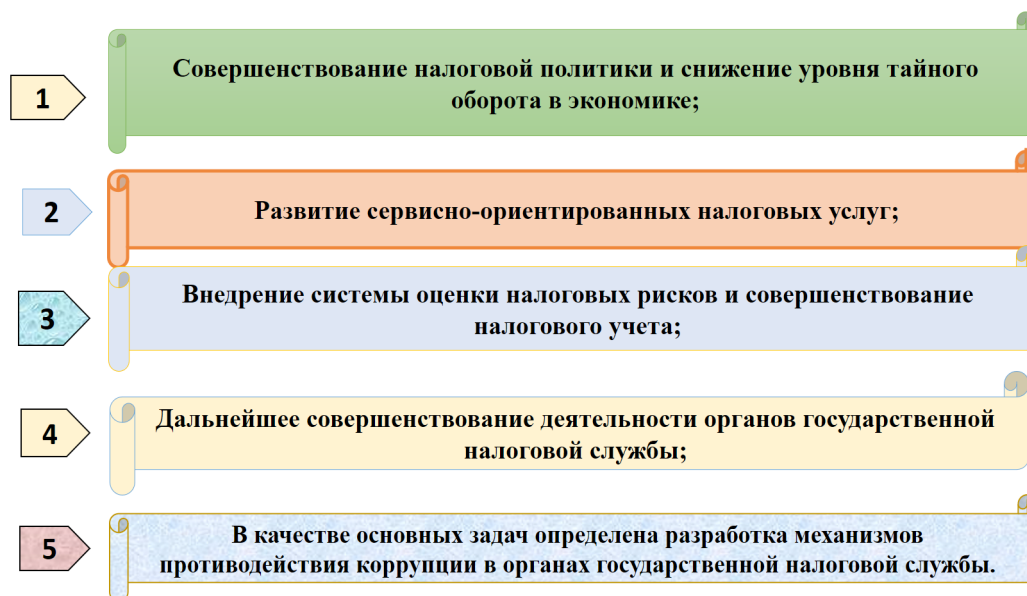 1
Совершенствование налоговой политики и снижение уровня тайного
оборота в экономике;
2
Развитие сервисно-ориентированных налоговых услуг;
3
Внедрение системы оценки налоговых рисков и совершенствование
налогового учета;
4
Дальнейшее совершенствование деятельности органов государственной
налоговой службы;
5
В качестве основных задач определена разработка механизмов
противодействия коррупции в органах государственной налоговой службы.